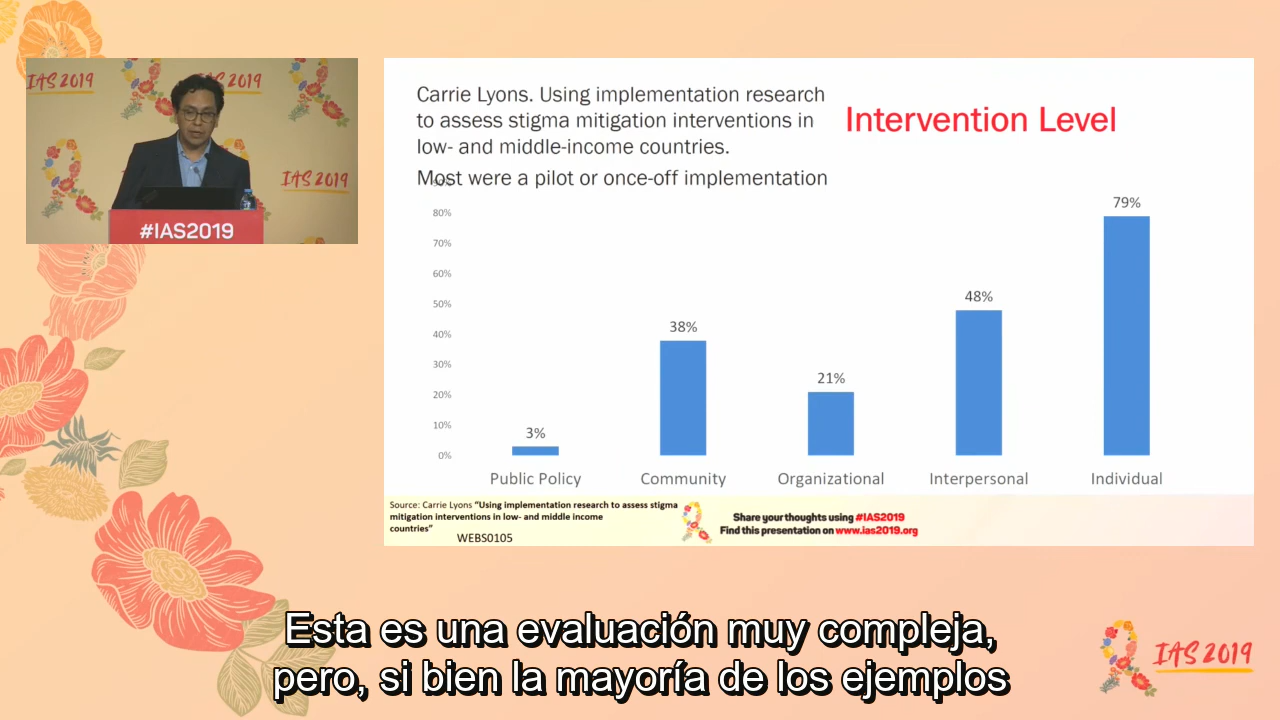 IAS 2019
IAS 2019
IAS 2019
#IAS2019
Carrie Lyons. Using implementation research
to assess stigma mitigation interventions in
low- and middle-income countries.
Most were a pilot or once-off implementation
Intervention Level
90%
80%
70%
60%
50%
40%
30%
20%
10%
0%
3%
38%
21%
48%
79%
Public Policy
Community
Organizational
Interpersonal
Individual
Source: Carrie Lyons "Using implementation research to assess stigma
mitigation interventions in low- and middle income
countries"
WEBS0105
Share your thoughts using #IAS2019
Find this presentation on www.ias2019.org
Esta es una evaluación muy compleja,
pero, si bien la mayoría de los ejemplos
IAS 2019